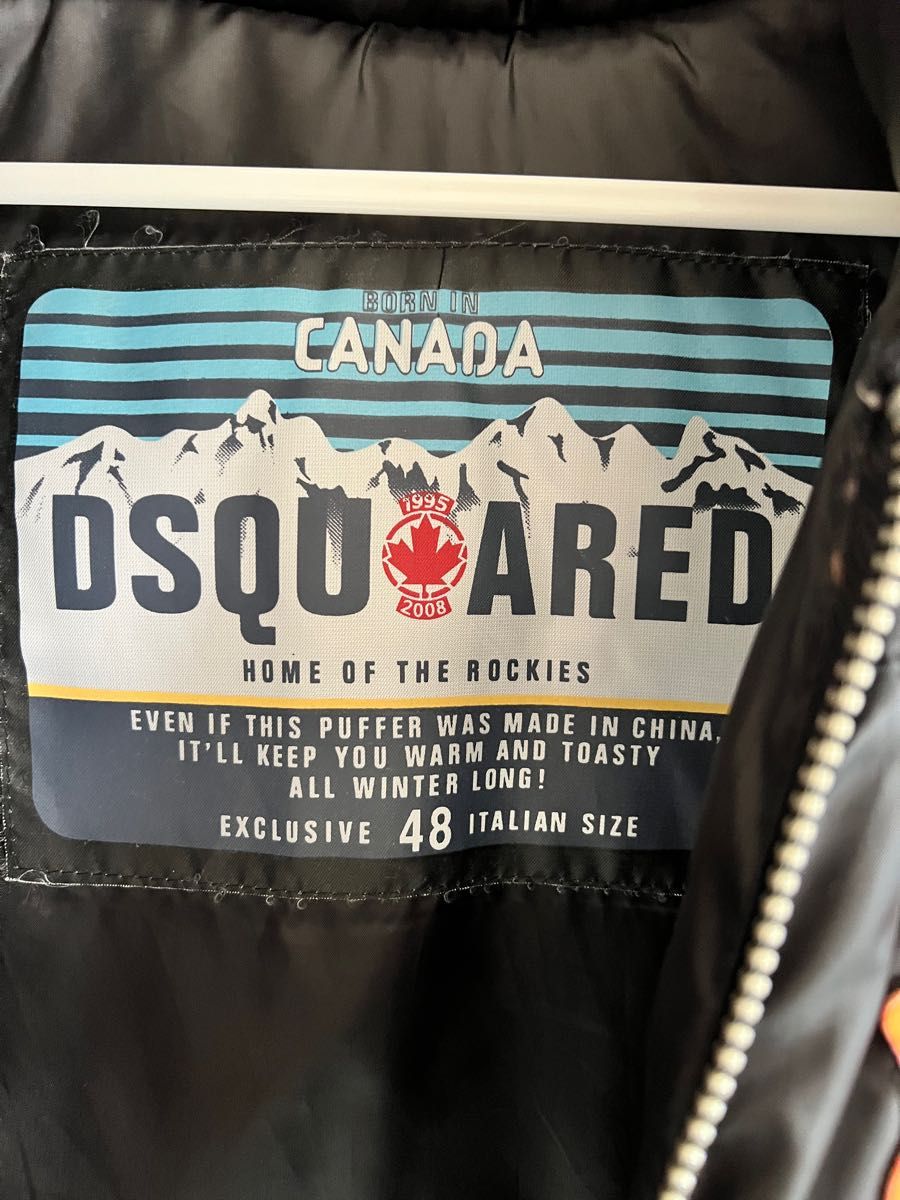 BORN IN
CANADA
1995
DSQUARED
2008
HOME OF THE ROCKIES
EVEN IF THIS PUFFER WAS MADE IN CHINA,
IT'LL KEEP YOU WARM AND TOASTY
ALL WINTER LONG!
EXCLUSIVE 48 ITALIAN SIZE